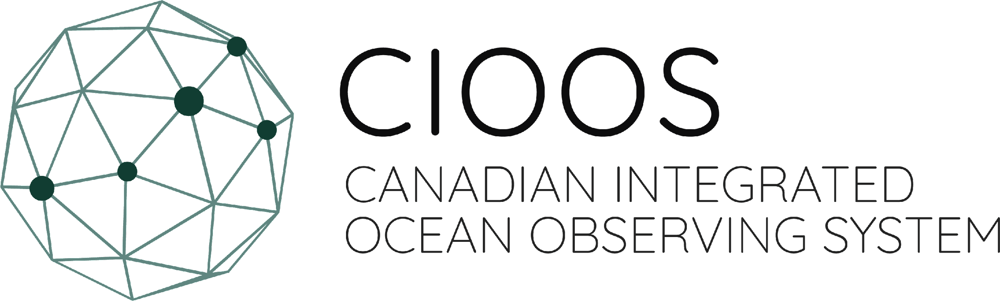 CIOOS
CANADIAN INTEGRATED
OCEAN OBSERVING SYSTEM